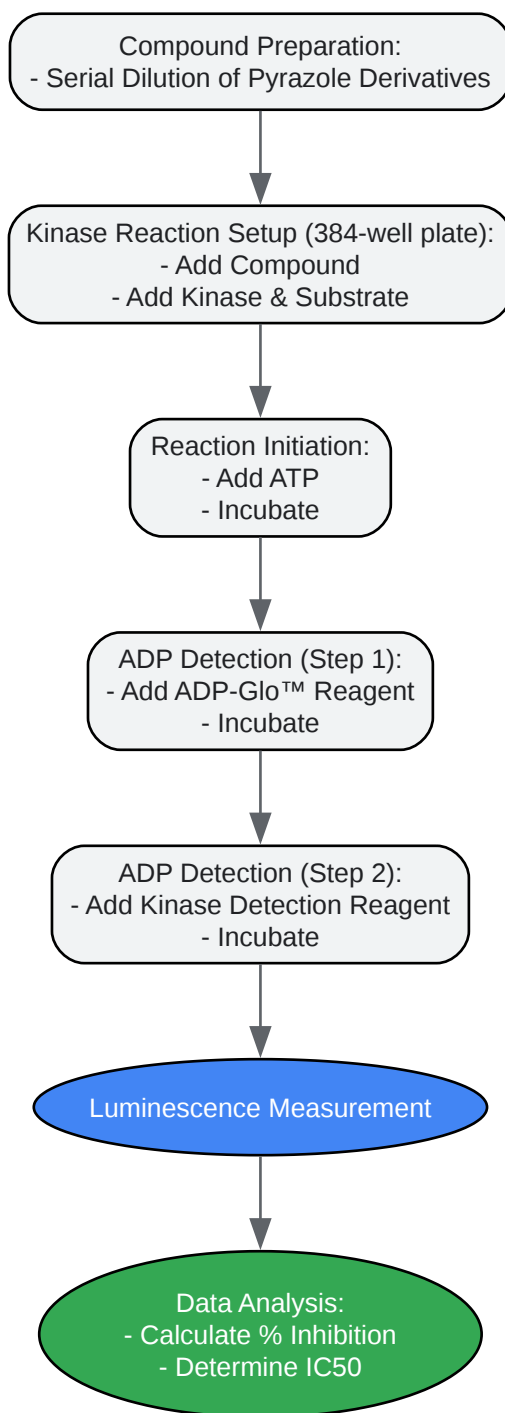 Compound Preparation:
- Serial Dilution of Pyrazole Derivatives
Kinase Reaction Setup (384-well plate):
- Add Compound
- Add Kinase & Substrate
Reaction Initiation:
- Add ATP
- Incubate
ADP Detection (Step 1):
- Add ADP-Glo™ Reagent
- Incubate
ADP Detection (Step 2):
- Add Kinase Detection Reagent
- Incubate
Luminescence Measurement
Data Analysis:
- Calculate % Inhibition
- Determine IC50